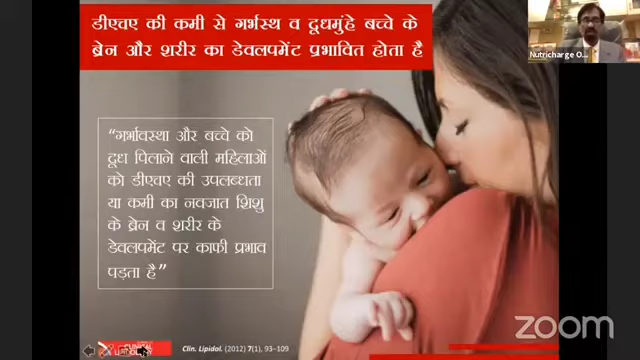 डीएचए की कमी से गर्भस्थ व दूधमुंहे बच्चे के
ब्रेन और शरीर का डेवलपमेंट प्रभावित होता है
Nutricharge O...
“गर्भावस्था और बच्चे को
दूध पिलाने वाली महिलाओं
को डीएचए की उपलब्धता
या कमी का नवजात शिशु
के ब्रेन व शरीर के
डेवलपमेंट पर काफी प्रभाव
पड़ता है”
Clin. Lipidol. (2012) 7(1), 93–109
zoom